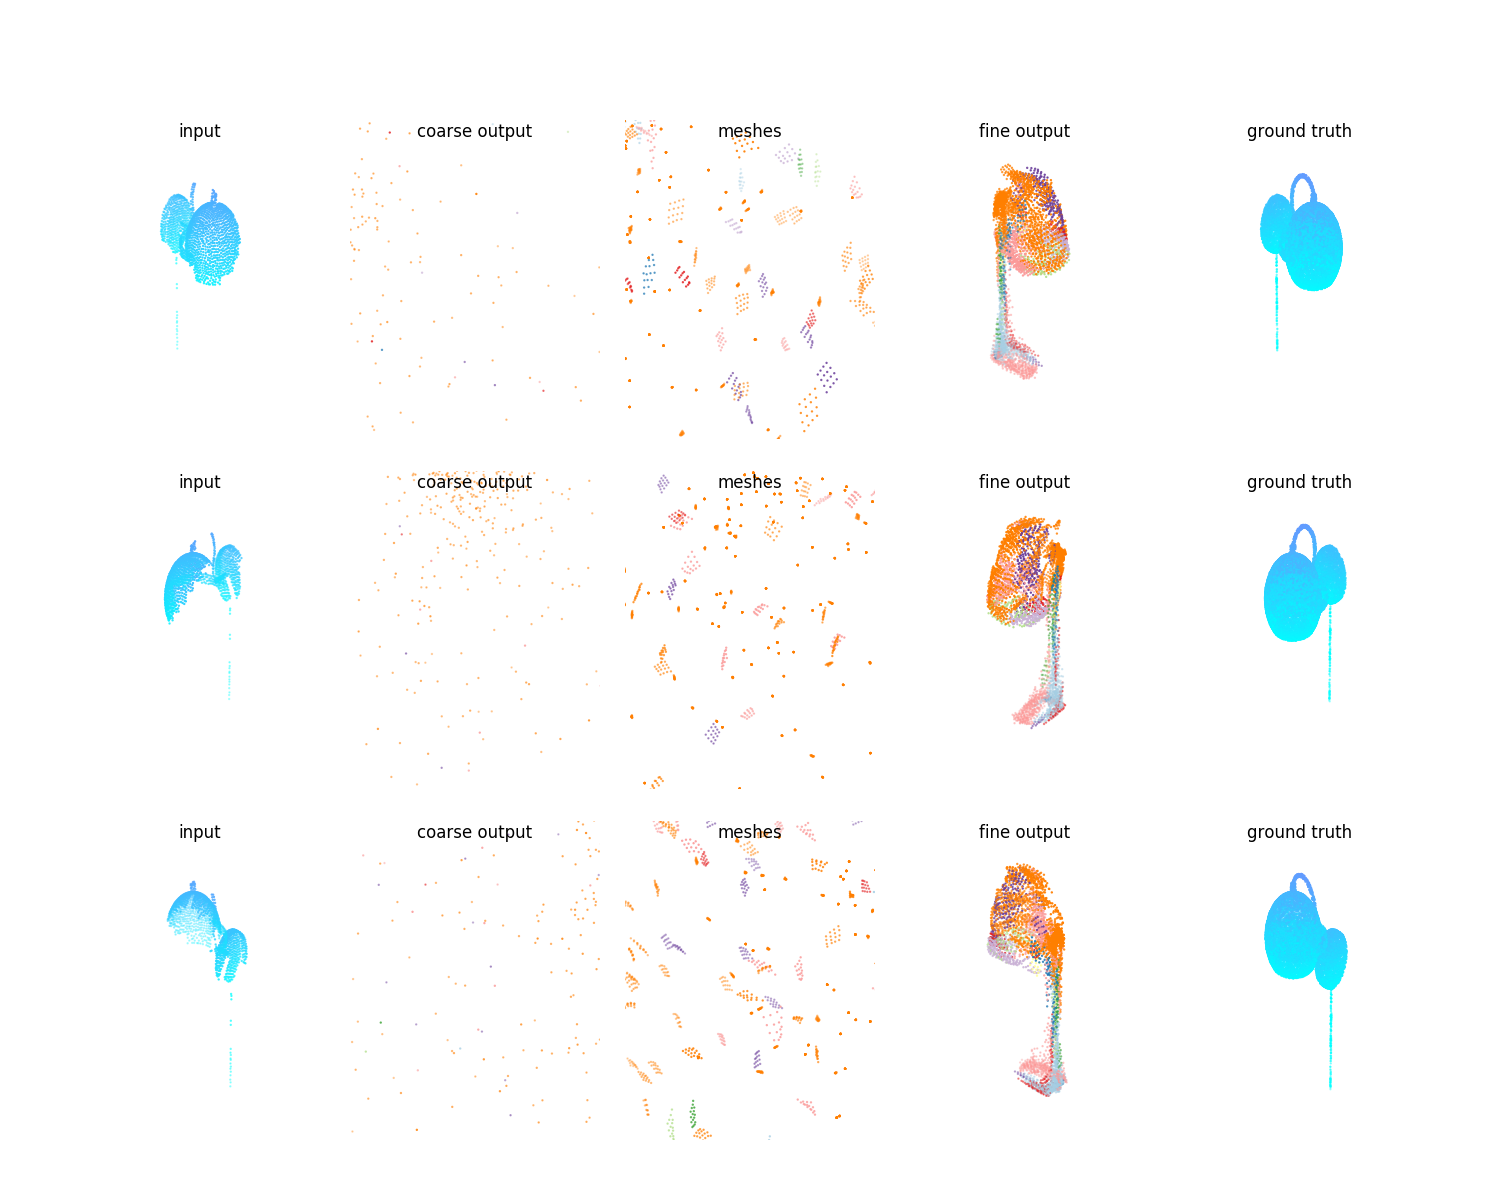 input
coarse output
meshes
fine output
ground truth
input
coarse output
meshes
fine output
ground truth
input
coarse output
meshes
fine output
ground truth